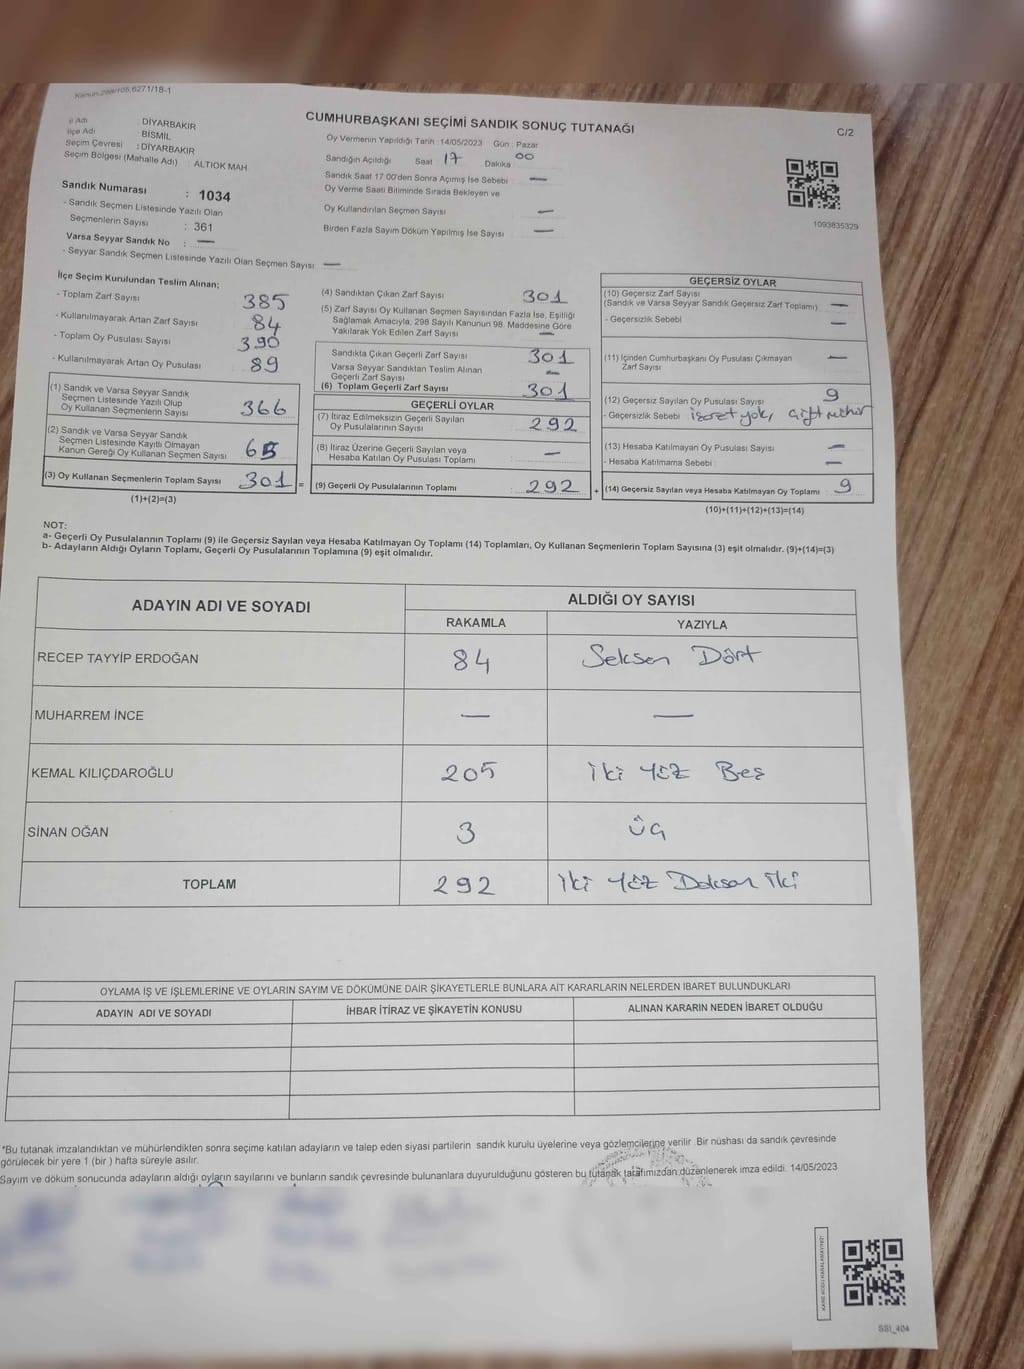 Kanun:298/105,6271/18-1
CUMHURBAŞKANI SEÇİMİ SANDIK SONUÇ TUTANAĞI
C/2
İl Adı : DİYARBAKIR
İlçe Adı : BİSMİL
Seçim Çevresi : DİYARBAKIR
Seçim Bölgesi (Mahalle Adı) : ALTIOK MAH
Oy Vermenin Yapıldığı Tarih : 14/05/2023 Gün : Pazar
Sandığın Açıldığı Saat 17 Dakika 00
Sandık Saat 17:00'den Sonra Açımış İse Sebebi : —
Oy Verme Saati Bitiminde Sırada Bekleyen ve
Oy Kullandırılan Seçmen Sayısı : —
Birden Fazla Sayım Döküm Yapılmış İse Sayısı : —
1093835329
Sandık Numarası : 1034
- Sandık Seçmen Listesinde Yazılı Olan
Seçmenlerin Sayısı : 361
Varsa Seyyar Sandık No : —
- Seyyar Sandık Seçmen Listesinde Yazılı Olan Seçmen Sayısı : —
İlçe Seçim Kurulundan Teslim Alınan;
- Toplam Zarf Sayısı 385
- Kullanılmayarak Artan Zarf Sayısı 84
- Toplam Oy Pusulası Sayısı 390
- Kullanılmayarak Artan Oy Pusulası 89
(1) Sandık ve Varsa Seyyar Sandık
Seçmen Listesinde Yazılı Olup
Oy Kullanan Seçmenlerin Sayısı 366
(2) Sandık ve Varsa Seyyar Sandık
Seçmen Listesinde Kayıtlı Olmayan
Kanun Gereği Oy Kullanan Seçmen Sayısı
(3) Oy Kullanan Seçmenlerin Toplam Sayısı 301 =
(1)+(2)=(3)
(4) Sandıktan Çıkan Zarf Sayısı 301
(5) Zarf Sayısı Oy Kullanan Seçmen Sayısından Fazla İse, Eşitliği
Sağlamak Amacıyla, 298 Sayılı Kanunun 98. Maddesine Göre
Yakılarak Yok Edilen Zarf Sayısı —
Sandıkta Çıkan Geçerli Zarf Sayısı 301
Varsa Seyyar Sandıktan Teslim Alınan
Geçerli Zarf Sayısı —
(6) Toplam Geçerli Zarf Sayısı 301
GEÇERLİ OYLAR
(7) İtiraz Edilmeksizin Geçerli Sayılan
Oy Pusulalarının Sayısı : 292
(8) İtiraz Üzerine Geçerli Sayılan veya
Hesaba Katılan Oy Pusulası Toplamı : —
(9) Geçerli Oy Pusulalarının Toplamı : 292 +
GEÇERSİZ OYLAR
(10) Geçersiz Zarf Sayısı
(Sandık ve Varsa Seyyar Sandık Geçersiz Zarf Toplamı) : —
- Geçersizlik Sebebi : —
(11) İçinden Cumhurbaşkanı Oy Pusulası Çıkmayan
Zarf Sayısı : —
(12) Geçersiz Sayılan Oy Pusulası Sayısı : 9
- Geçersizlik Sebebi : işaret yok, çift mühür
(13) Hesaba Katılmayan Oy Pusulası Sayısı : —
- Hesaba Katılmama Sebebi : —
(14) Geçersiz Sayılan veya Hesaba Katılmayan Oy Toplamı : 9
(10)+(11)+(12)+(13)=(14)
NOT:
a- Geçerli Oy Pusulalarının Toplamı (9) ile Geçersiz Sayılan veya Hesaba Katılmayan Oy Toplamı (14) Toplamları, Oy Kullanan Seçmenlerin Toplam Sayısına (3) eşit olmalıdır. (9)+(14)=(3)
b- Adayların Aldığı Oyların Toplamı, Geçerli Oy Pusulalarının Toplamına (9) eşit olmalıdır.
ADAYIN ADI VE SOYADI
ALDIĞI OY SAYISI
RAKAMLA YAZIYLA
RECEP TAYYİP ERDOĞAN 84 Seksen Dört
MUHARREM İNCE — —
KEMAL KILIÇDAROĞLU 205 İki Yüz Beş
SİNAN OĞAN 3 Üç
TOPLAM 292 İki Yüz Doksan İki
OYLAMA İŞ VE İŞLEMLERİNE VE OYLARIN SAYIM VE DÖKÜMÜNE DAİR ŞİKAYETLERLE BUNLARA AİT KARARLARIN NELERDEN İBARET BULUNDUKLARI
ADAYIN ADI VE SOYADI İHBAR İTİRAZ VE ŞİKAYETİN KONUSU ALINAN KARARIN NEDEN İBARET OLDUĞU
*Bu tutanak imzalandıktan ve mühürlendikten sonra seçime katılan adayların ve talep eden siyasi partilerin sandık kurulu üyelerine veya gözlemcilerine verilir. Bir nüshası da sandık çevresinde
görülecek bir yere 1 (bir ) hafta süreyle asılır.
Sayım ve döküm sonucunda adayların aldığı oyların sayılarını ve bunların sandık çevresinde bulunanlara duyurulduğunu gösteren bu tutanak tarafımızdan düzenlenerek imza edildi. 14/05/2023
KARE KODU KARALAMAYINIZ!
SSI_404